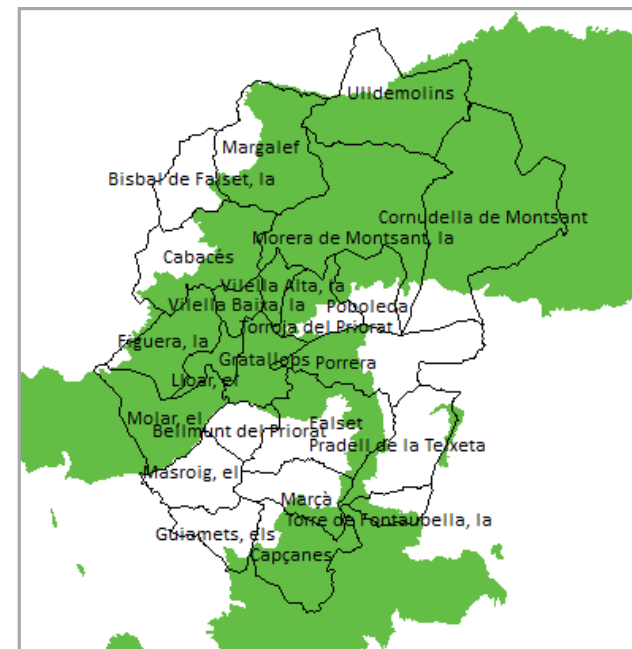 Ulldemolins
Margalef
Bisbal de Falset, la
Cornudella de Montsant
Morera de Montsant, la
Cabacés
Vilella Alta, la
Vilella Baixa, la
Poboleda
Torroja del Priorat
Figuera, la
Gratallops
Porrera
Lloar, el
Molar, el
Falset
Bellmunt del Priorat
Pradell de la Teixeta
Masroig, el
Marçà
Torre de Fontaubella, la
Guiamets, els
Capçanes